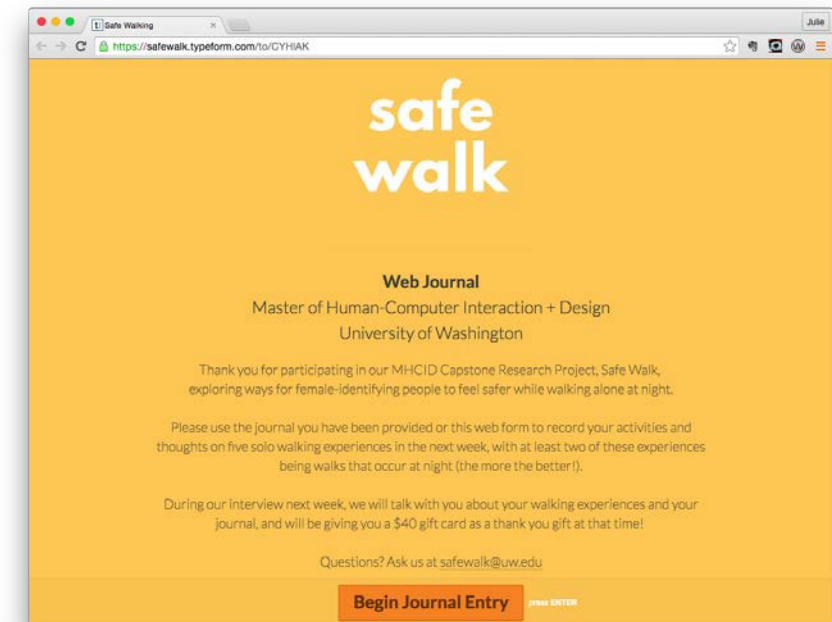 Safe Walking
Julie
https://safewalk.typeform.com/to/CYHIAK
safe
walk
Web Journal
Master of Human-Computer Interaction + Design
University of Washington
Thank you for participating in our MHCID Capstone Research Project, Safe Walk,
exploring ways for female-identifying people to feel safer while walking alone at night.
Please use the journal you have been provided or this web form to record your activities and
thoughts on five solo walking experiences in the next week, with at least two of these experiences
being walks that occur at night (the more the better!).
During our interview next week, we will talk with you about your walking experiences and your
journal, and will be giving you a $40 gift card as a thank you gift at that time!
Questions? Ask us at safewalk@uw.edu
Begin Journal Entry press ENTER